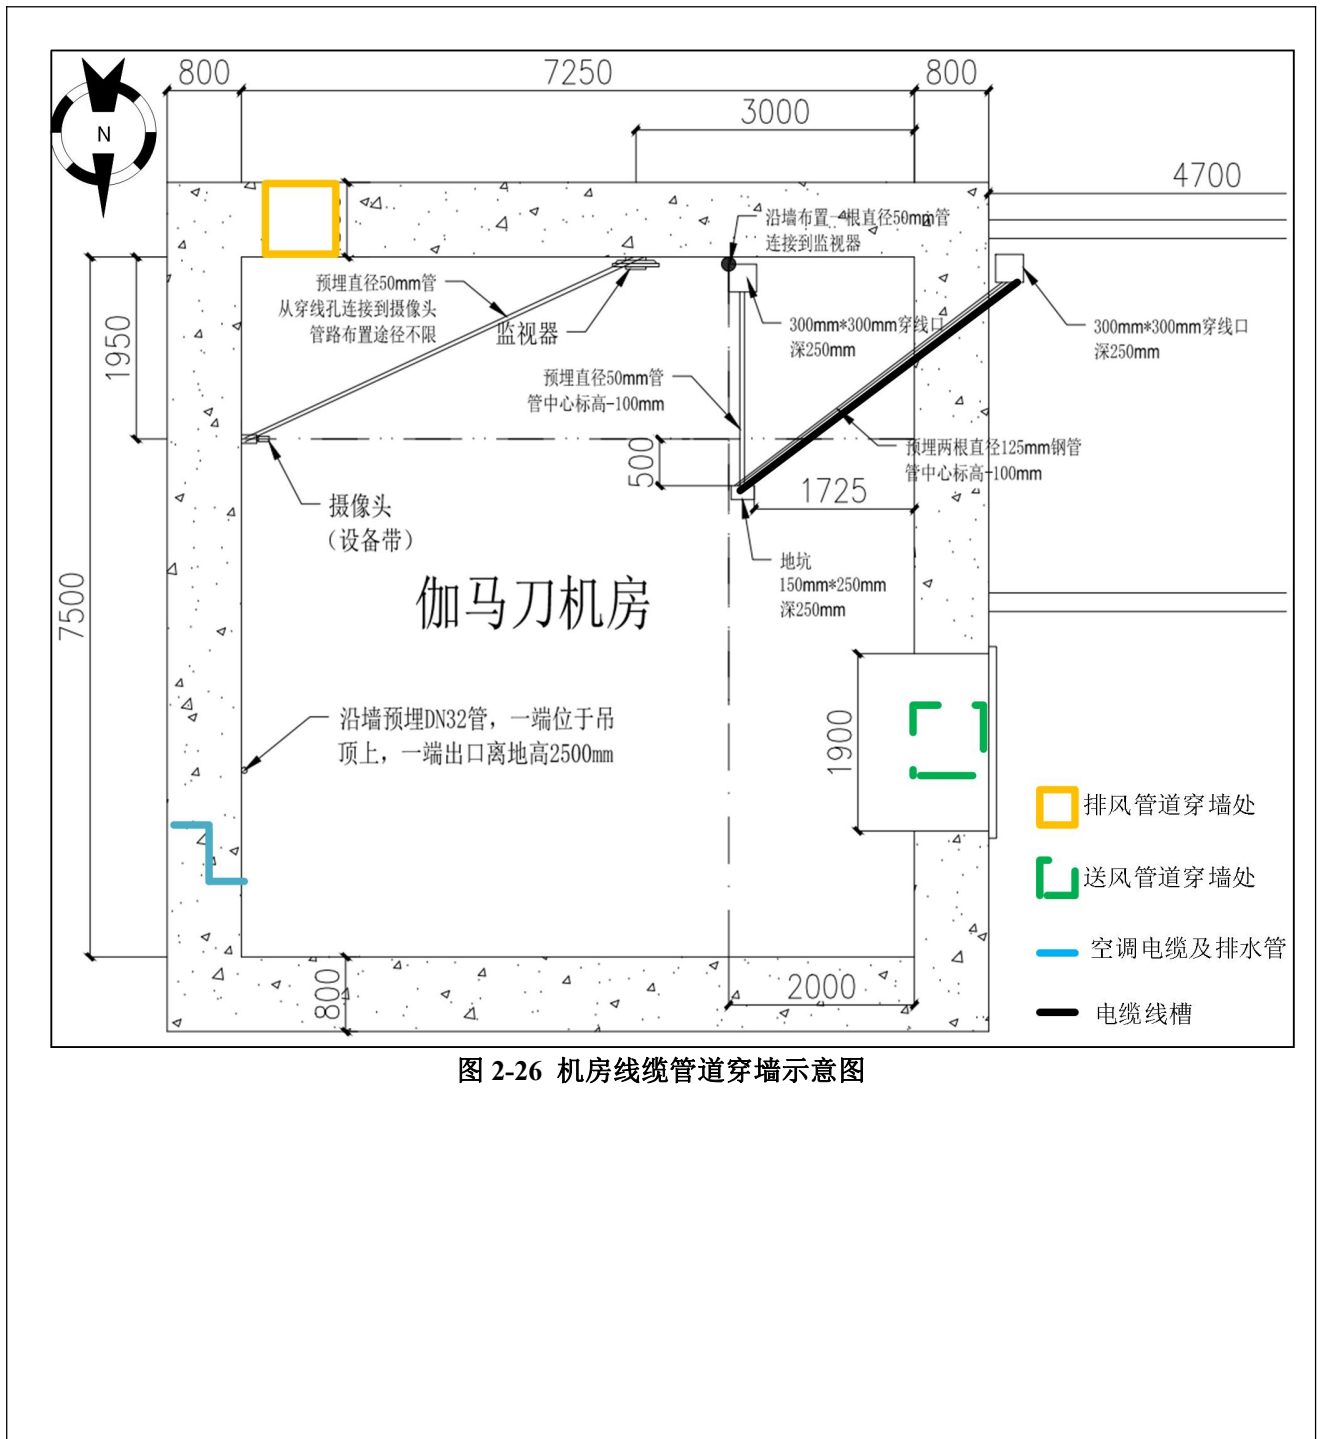 800
7250
800
3000
4700
N
沿墙布置一根直径50mm管
连接到监视器
预埋直径50mm管
从穿线孔连接到摄像头
管路布置途径不限
监视器
300mm*300mm穿线口
深250mm
300mm*300mm穿线口
深250mm
1950
预埋直径50mm管
管中心标高-100mm
500
预埋两根直径125mm钢管
管中心标高-100mm
1725
摄像头
（设备带）
地坑
150mm*250mm
深250mm
伽马刀机房
7500
沿墙预埋DN32管，一端位于吊
顶上，一端出口离地高2500mm
1900
排风管道穿墙处
送风管道穿墙处
空调电缆及排水管
电缆线槽
800
2000
图 2-26 机房线缆管道穿墙示意图